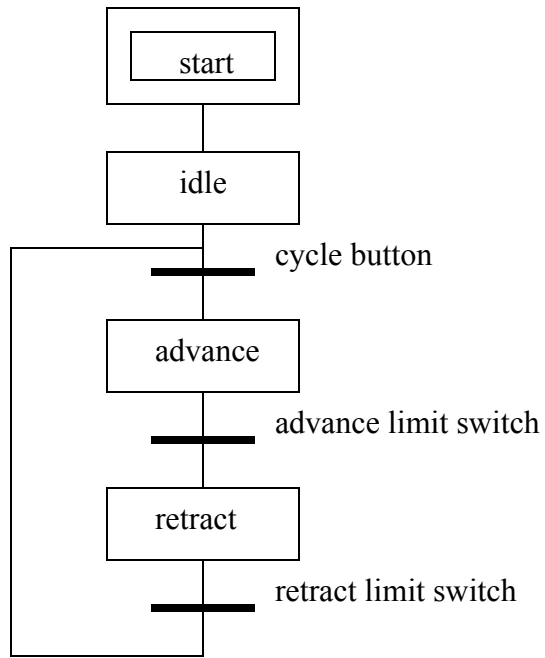 start
idle
cycle button
advance
advance limit switch
retract
retract limit switch